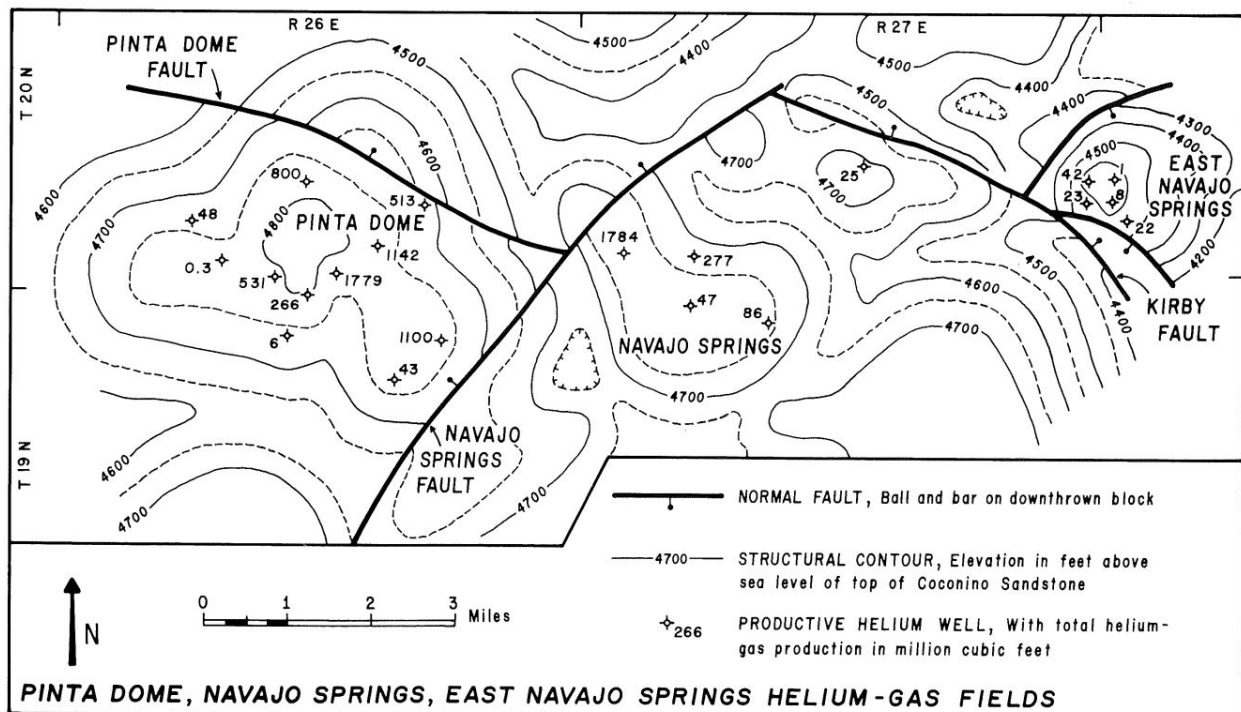 R 26 E
R 27 E
T 20 N
T 19 N
PINTA DOME
FAULT
4500
4400
4500
4400
4400
4300
4400
4500
4600
4700
4600
4700
4500
EAST
NAVAJO
SPRINGS
42
23
8
22
25
4700
4200
800
513
48
4800
PINTA DOME
1142
0.3
531
1779
266
6
1100
43
1784
277
47
86
NAVAJO SPRINGS
4500
4600
4700
4400
KIRBY
FAULT
4700
NAVAJO
SPRINGS
FAULT
4600
4700
4700
NORMAL FAULT, Ball and bar on downthrown block
4700 STRUCTURAL CONTOUR, Elevation in feet above
sea level of top of Coconino Sandstone
266 PRODUCTIVE HELIUM WELL, With total helium-
gas production in million cubic feet
N
0 1 2 3 Miles
PINTA DOME, NAVAJO SPRINGS, EAST NAVAJO SPRINGS HELIUM-GAS FIELDS